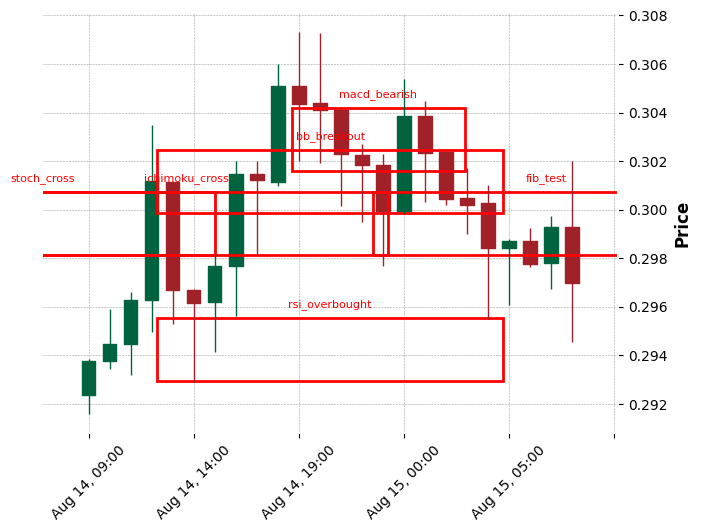 0.308
0.306
macd_bearish
0.304
bb_breakout
0.302
stoch_cross
ichimoku_cross
fib_test
0.300
Price
0.298
0.296
rsi_overbought
0.294
0.292
Aug 14, 09:00
Aug 14, 14:00
Aug 14, 19:00
Aug 15, 00:00
Aug 15, 05:00